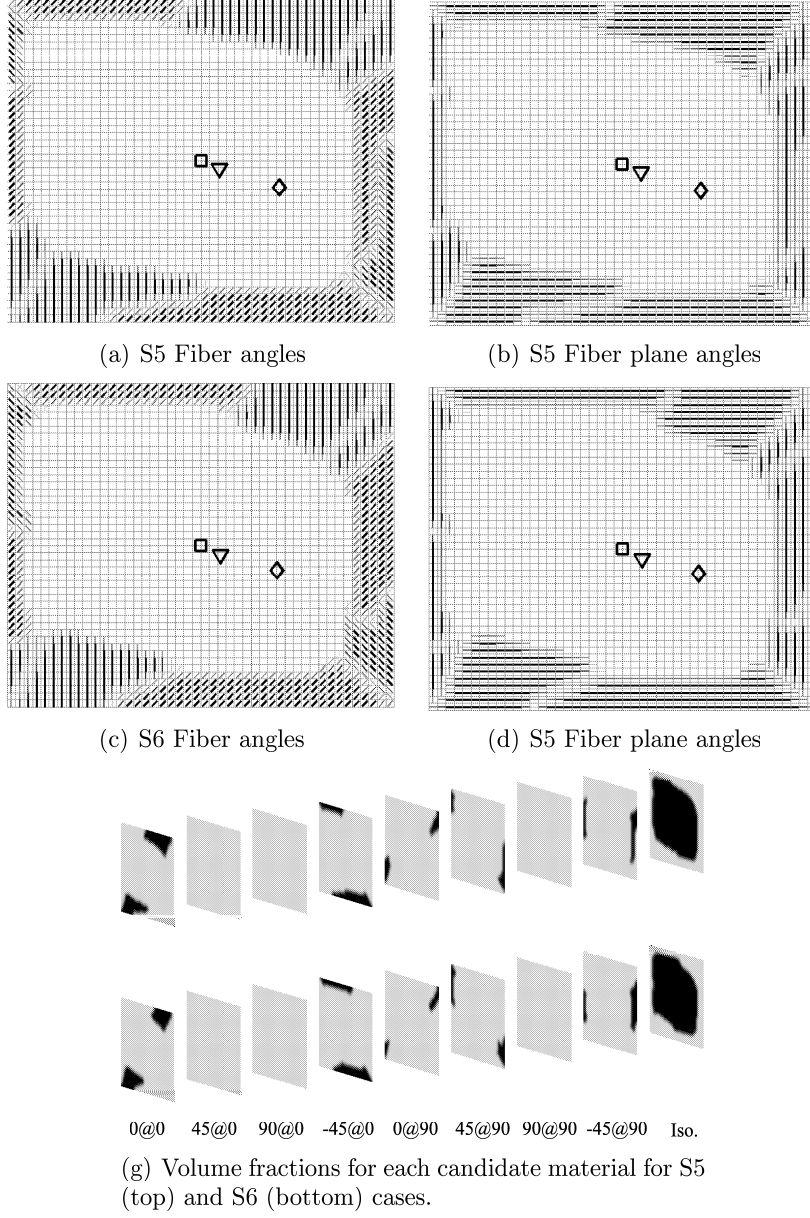 (a) S5 Fiber angles
(b) S5 Fiber plane angles
(c) S6 Fiber angles
(d) S5 Fiber plane angles
0@0 45@0 90@0 -45@0 0@90 45@90 90@90 -45@90 Iso.
(g) Volume fractions for each candidate material for S5
(top) and S6 (bottom) cases.